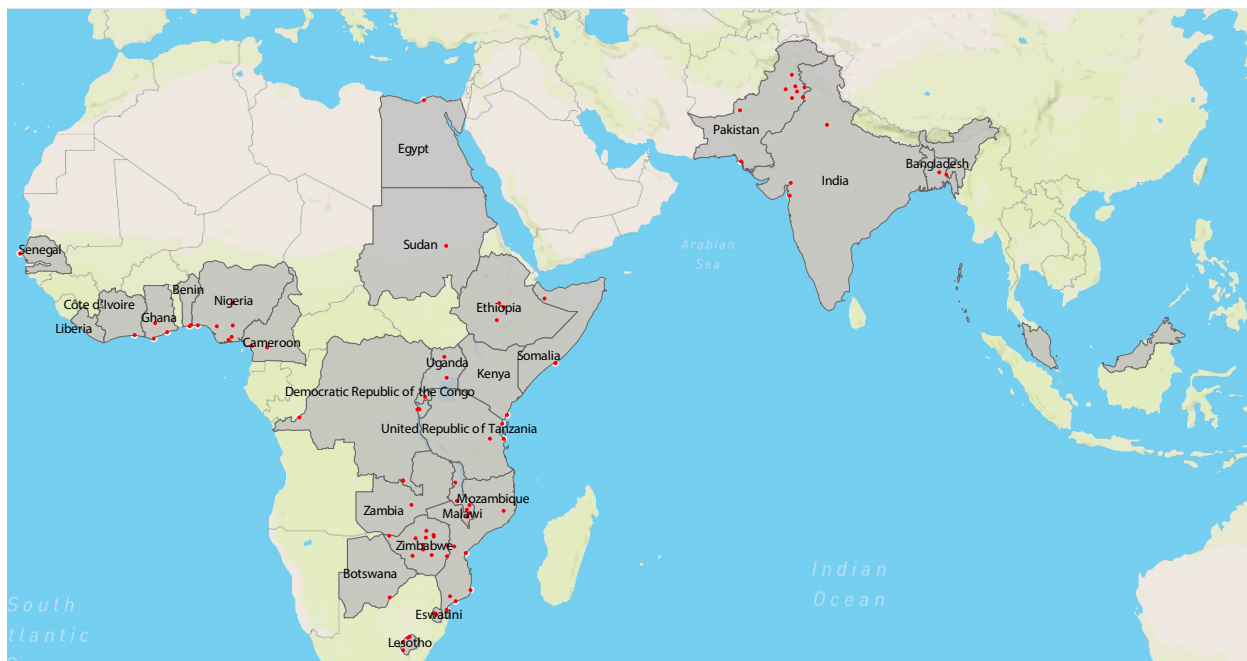 Egypt
Pakistan
Bangladesh
India
Arabian
Sea
Senegal
Sudan
Côte d'Ivoire
Benin
Nigeria
Ghana
Liberia
Cameroon
Ethiopia
Somalia
Uganda
Kenya
Democratic Republic of the Congo
United Republic of Tanzania
Mozambique
Zambia
Malawi
Zimbabwe
Botswana
Eswatini
Lesotho
Indian
Ocean
South
tlantic